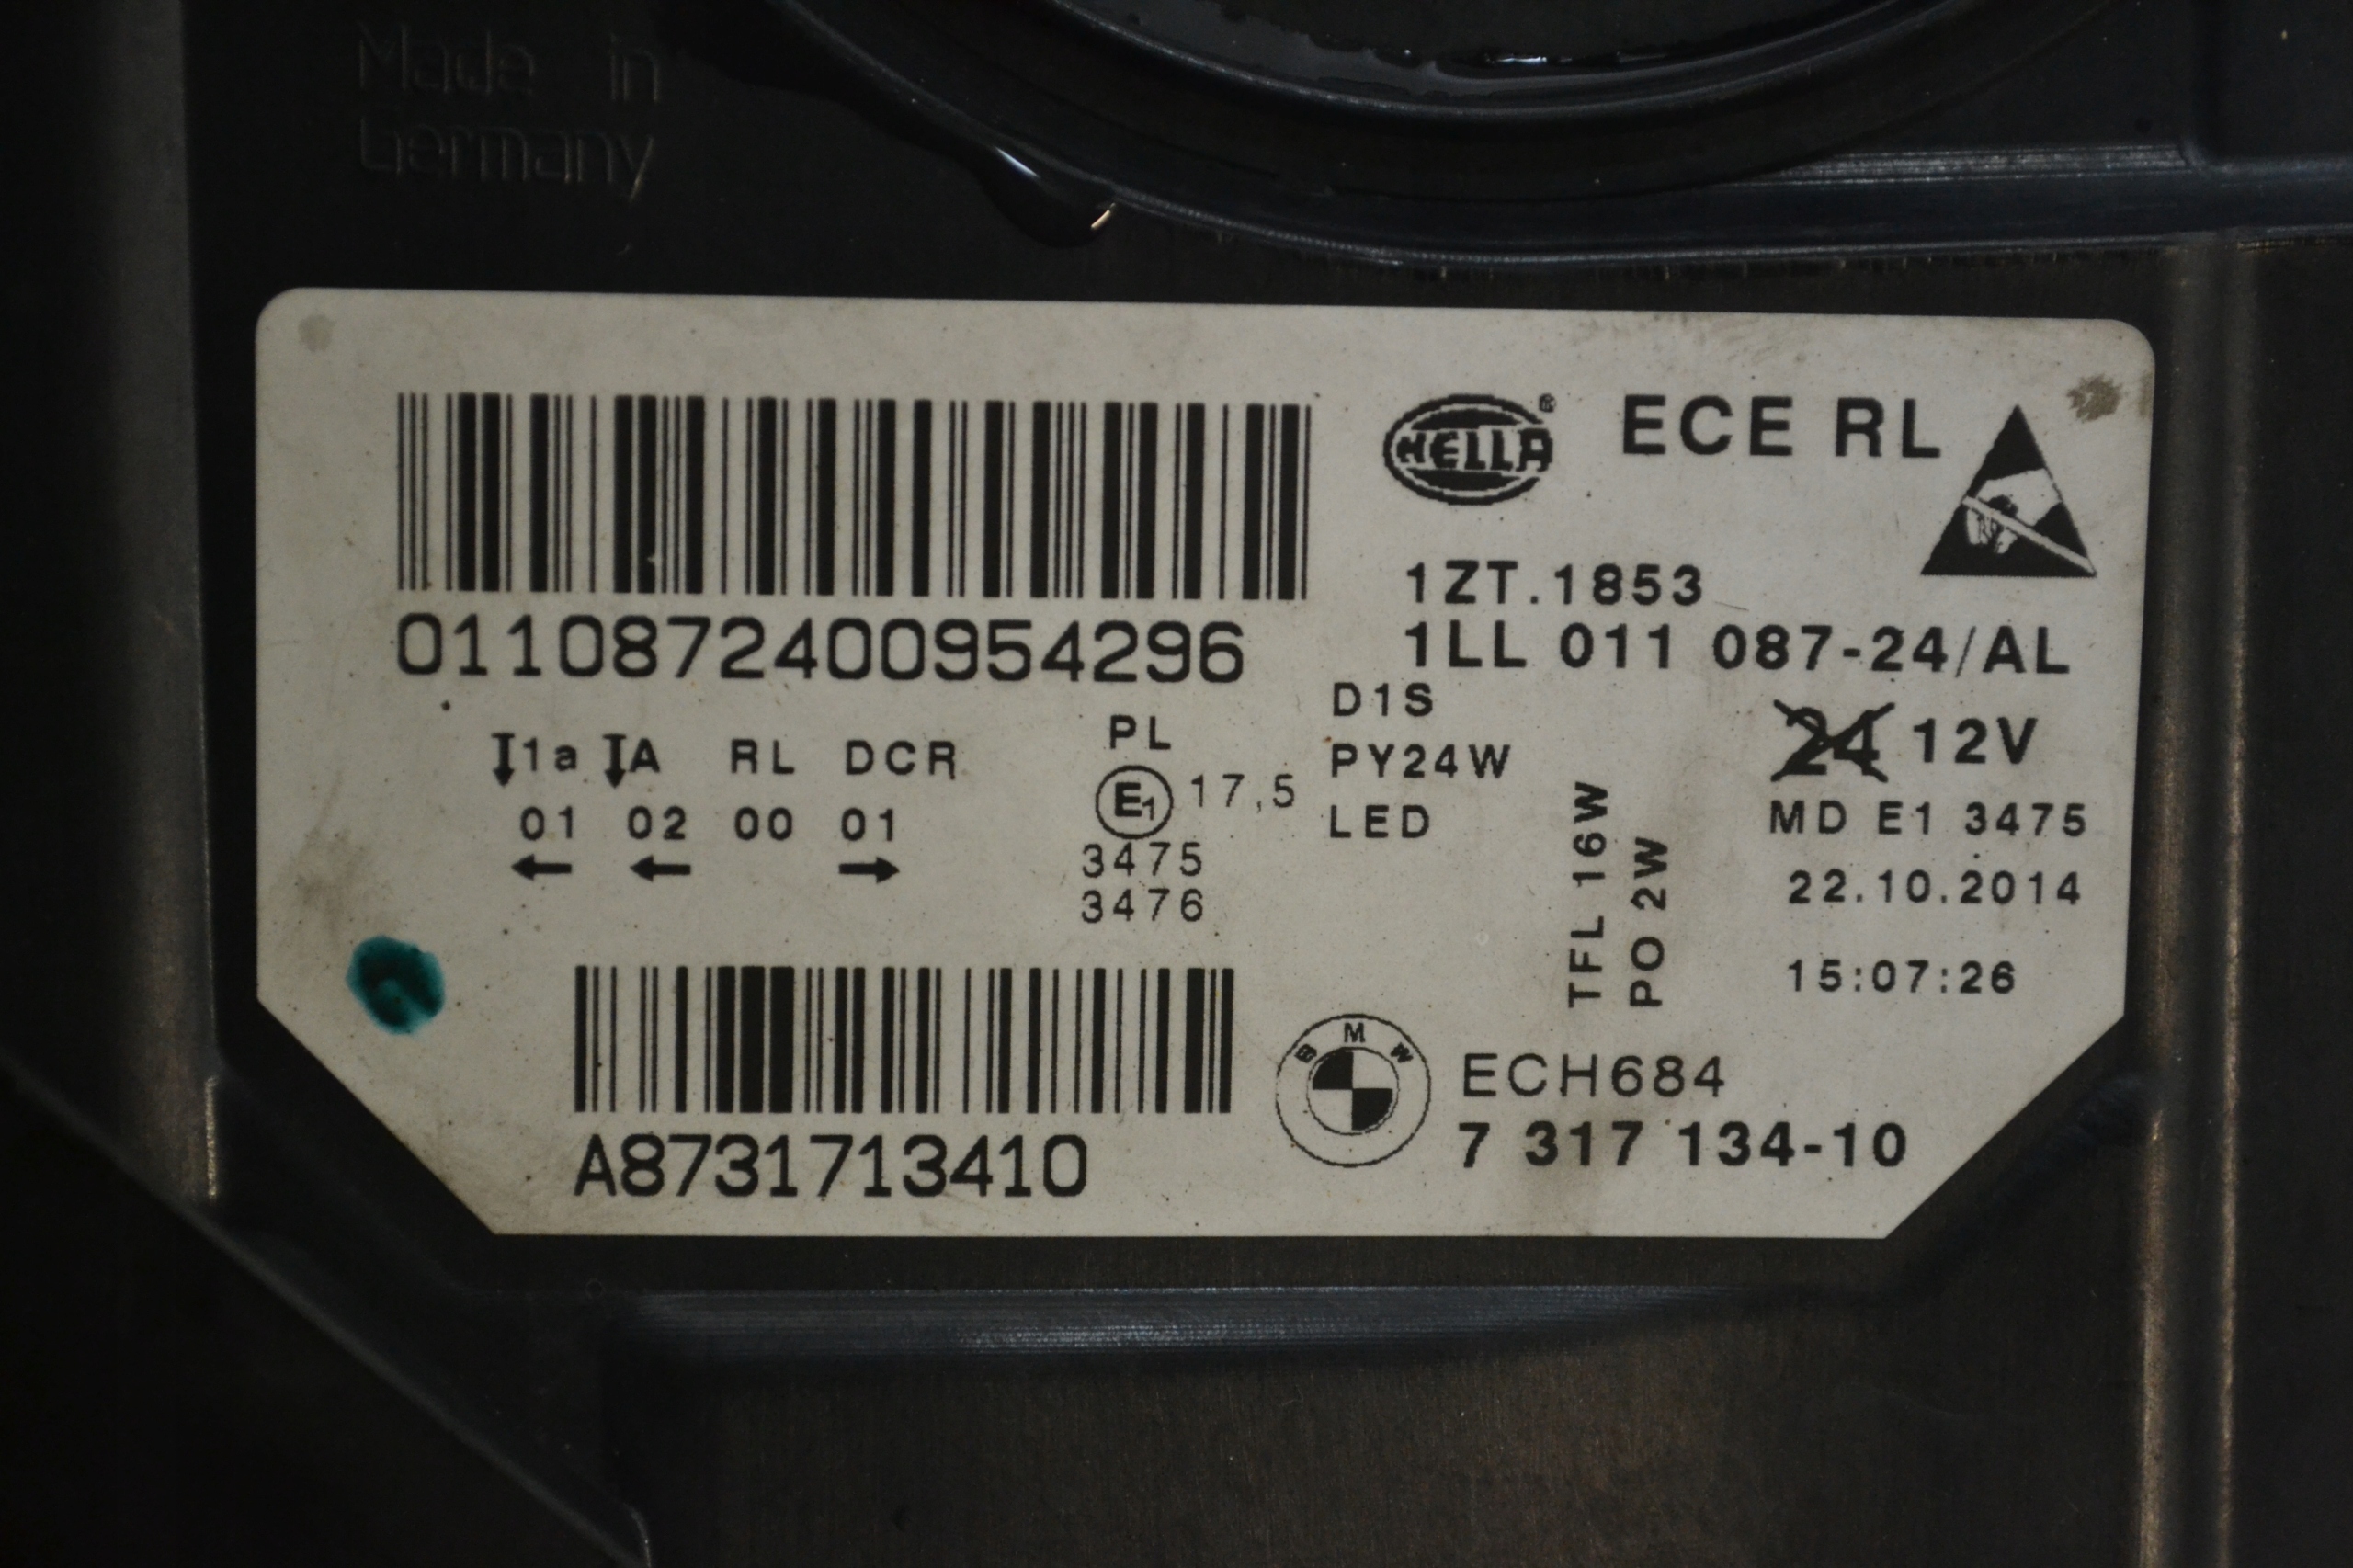 Made in
Germany
HELLA® ECE RL
1ZT.1853
0110872400954296
1LL 011 087-24/AL
1a A RL DCR
01 02 00 01
← ← →
PL
E1 17,5
3475
3476
D1S
PY24W
LED
TFL 16W
PO 2W
24 12V
MD E1 3475
22.10.2014
15:07:26
A8731713410
BMW
ECH684
7 317 134-10